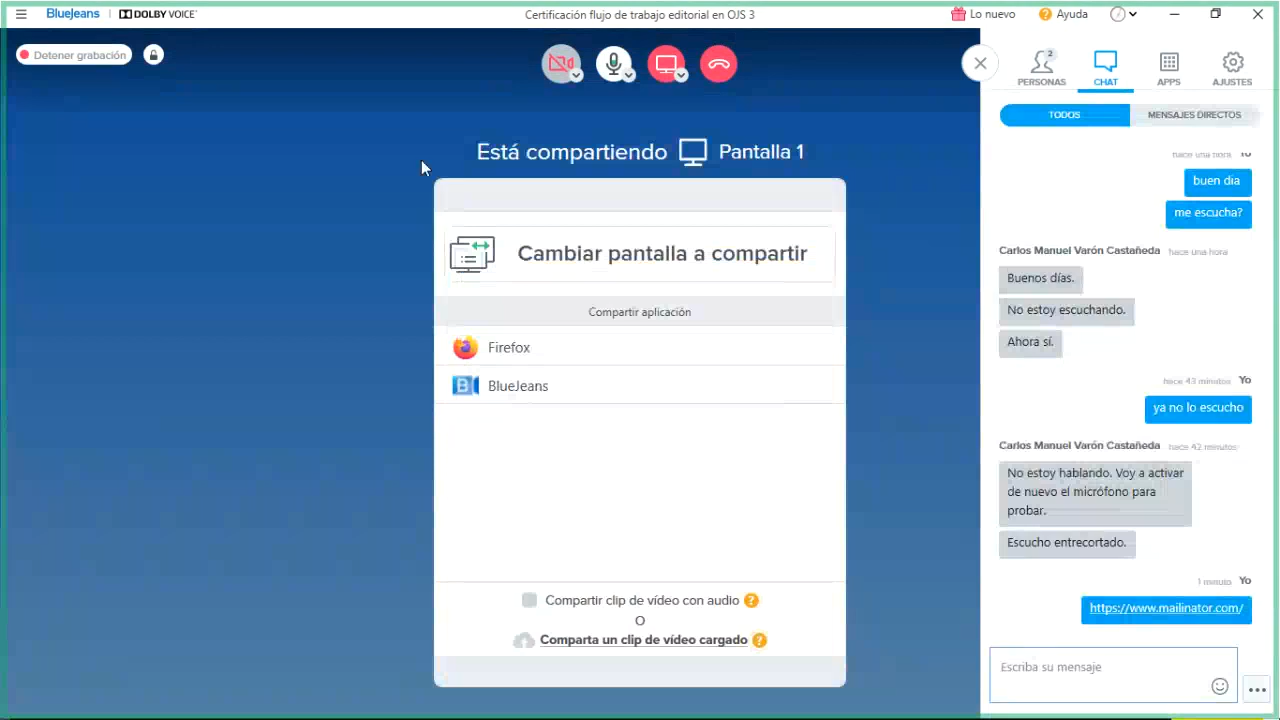 BlueJeans DOLBY VOICE
Certificación flujo de trabajo editorial en OJS 3
Lo nuevo
? Ayuda
Detener grabación
PERSONAS 2
CHAT
APPS
AJUSTES
TODOS
MENSAJES DIRECTOS
Está compartiendo Pantalla 1
Cambiar pantalla a compartir
Compartir aplicación
Firefox
B BlueJeans
Compartir clip de vídeo con audio ?
O
Comparta un clip de vídeo cargado ?
hace una hora Yo
buen dia
me escucha?
Carlos Manuel Varón Castañeda hace una hora
Buenos días.
No estoy escuchando.
Ahora sí.
hace 43 minutos Yo
ya no lo escucho
Carlos Manuel Varón Castañeda hace 42 minutos
No estoy hablando. Voy a activar
de nuevo el micrófono para
probar.
Escucho entrecortado.
1 minuto Yo
https://www.mailinator.com/
Escriba su mensaje